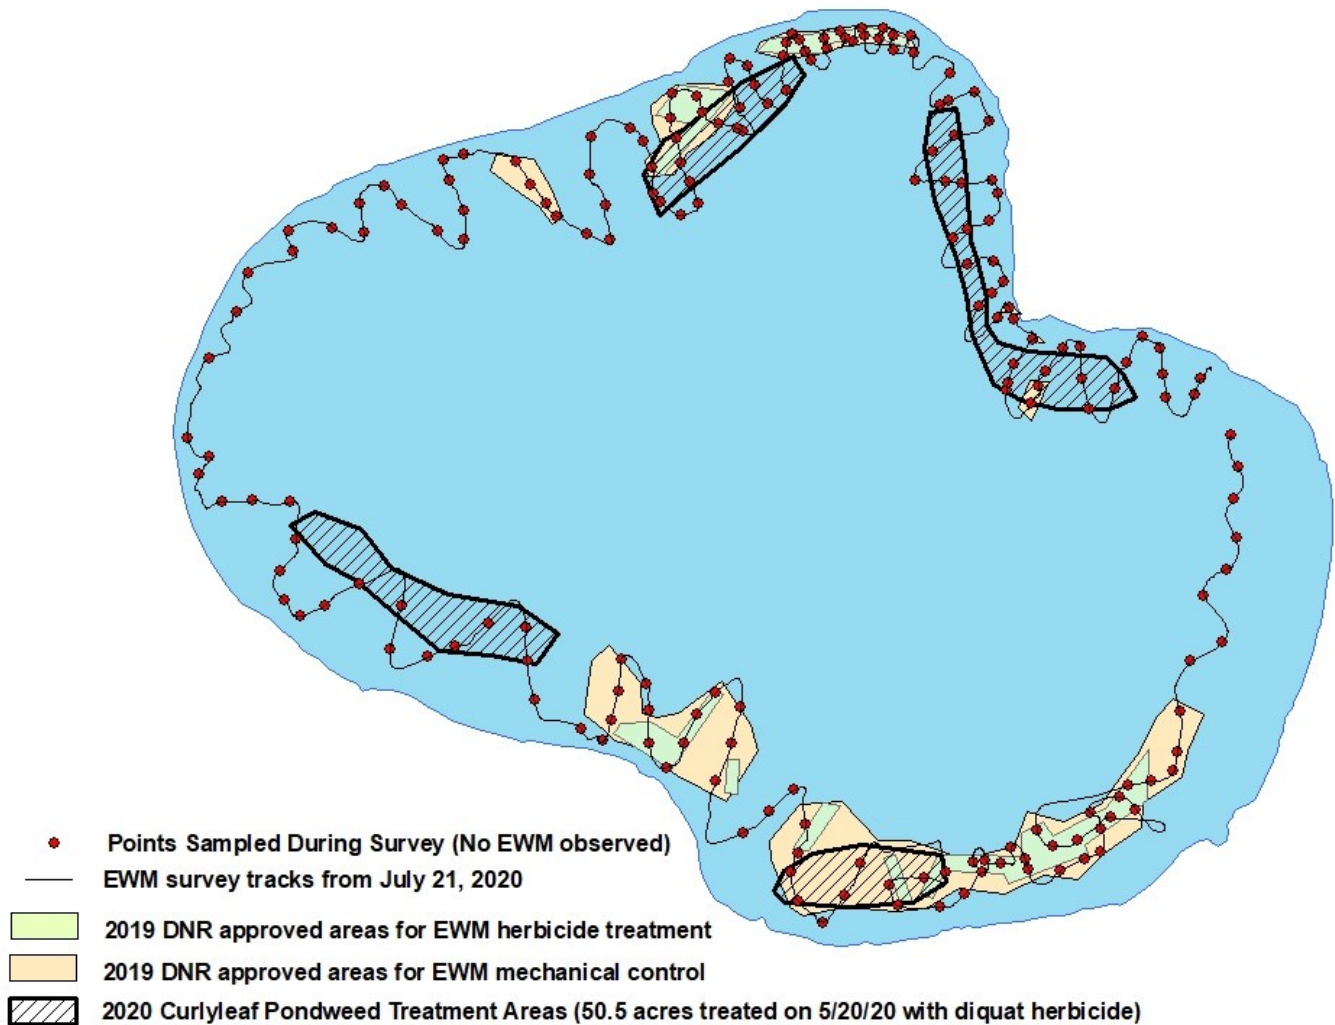 Points Sampled During Survey (No EWM observed)
EWM survey tracks from July 21, 2020
2019 DNR approved areas for EWM herbicide treatment
2019 DNR approved areas for EWM mechanical control
2020 Curlyleaf Pondweed Treatment Areas (50.5 acres treated on 5/20/20 with diquat herbicide)